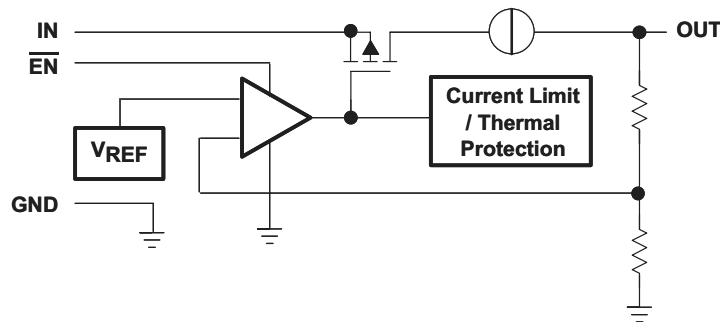 IN
OUT
EN
Current Limit
/ Thermal
Protection
VREF
GND